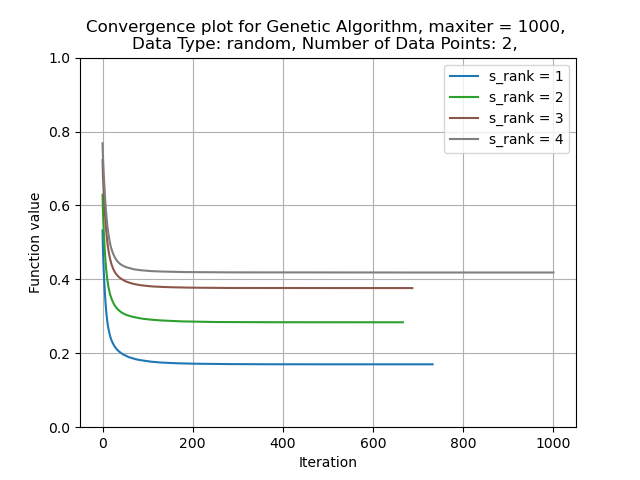 Convergence plot for Genetic Algorithm, maxiter = 1000,
Data Type: random, Number of Data Points: 2,
1.0
0.8
0.6
0.4
0.2
0.0
Function value
s_rank = 1
s_rank = 2
s_rank = 3
s_rank = 4
0 200 400 600 800 1000
Iteration